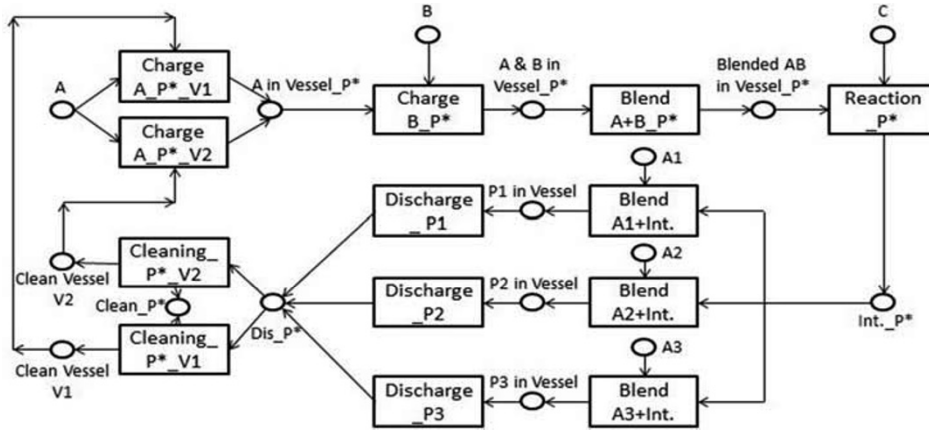 B
C
A
Charge
A_P*_V1
A in Vessel_P*
Charge
B_P*
A & B in
Vessel_P*
Blend
A+B_P*
Blended AB
in Vessel_P*
Reaction
_P*
Charge
A_P*_V2
A1
Discharge
_P1
P1 in Vessel
Blend
A1+Int.
Clean Vessel
V2
Cleaning_
P*_V2
Clean_P*
Dis_P*
A2
Discharge
_P2
P2 in Vessel
Blend
A2+Int.
Int._P*
Clean Vessel
V1
Cleaning_
P*_V1
A3
Discharge
_P3
P3 in Vessel
Blend
A3+Int.